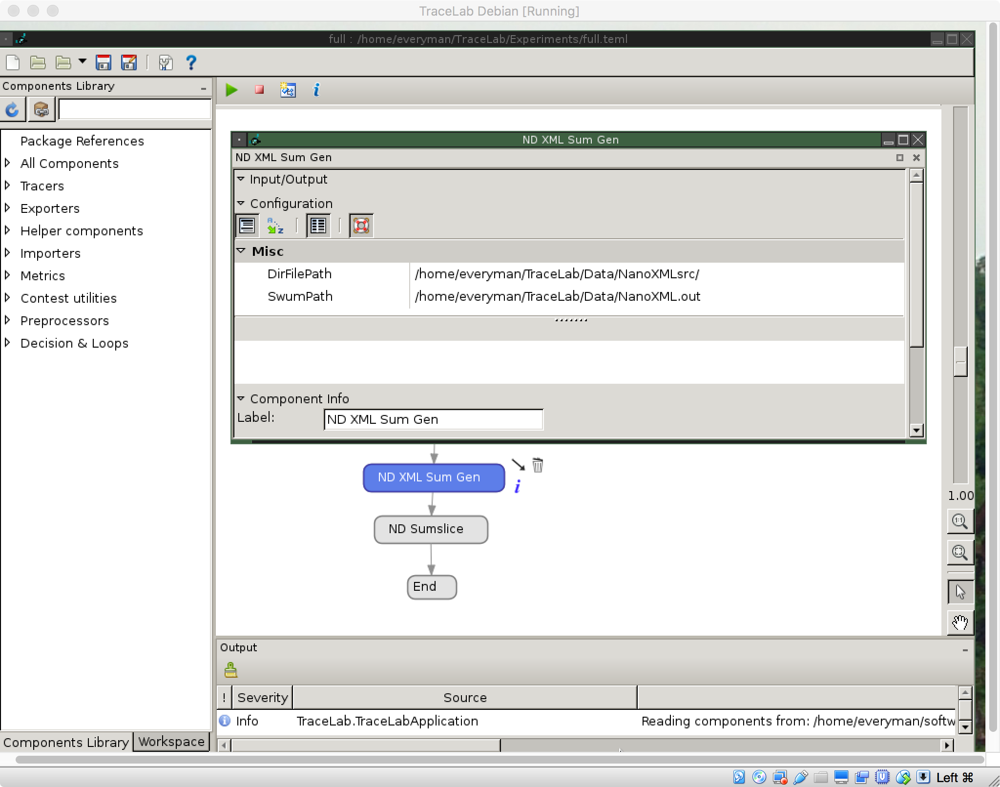 TraceLab Debian [Running]
full : /home/everyman/TraceLab/Experiments/full.teml
Components Library
Package References
All Components
Tracers
Exporters
Helper components
Importers
Metrics
Contest utilities
Preprocessors
Decision & Loops
Components Library
Workspace
ND XML Sum Gen
ND XML Sum Gen
Input/Output
Configuration
Misc
DirFilePath /home/everyman/TraceLab/Data/NanoXMLsrc/
SwumPath /home/everyman/TraceLab/Data/NanoXML.out
Component Info
Label: ND XML Sum Gen
ND XML Sum Gen
ND Sumslice
End
1.00
1:1
Output
! Severity Source
Info TraceLab.TraceLabApplication Reading components from: /home/everyman/softw
Left ⌘